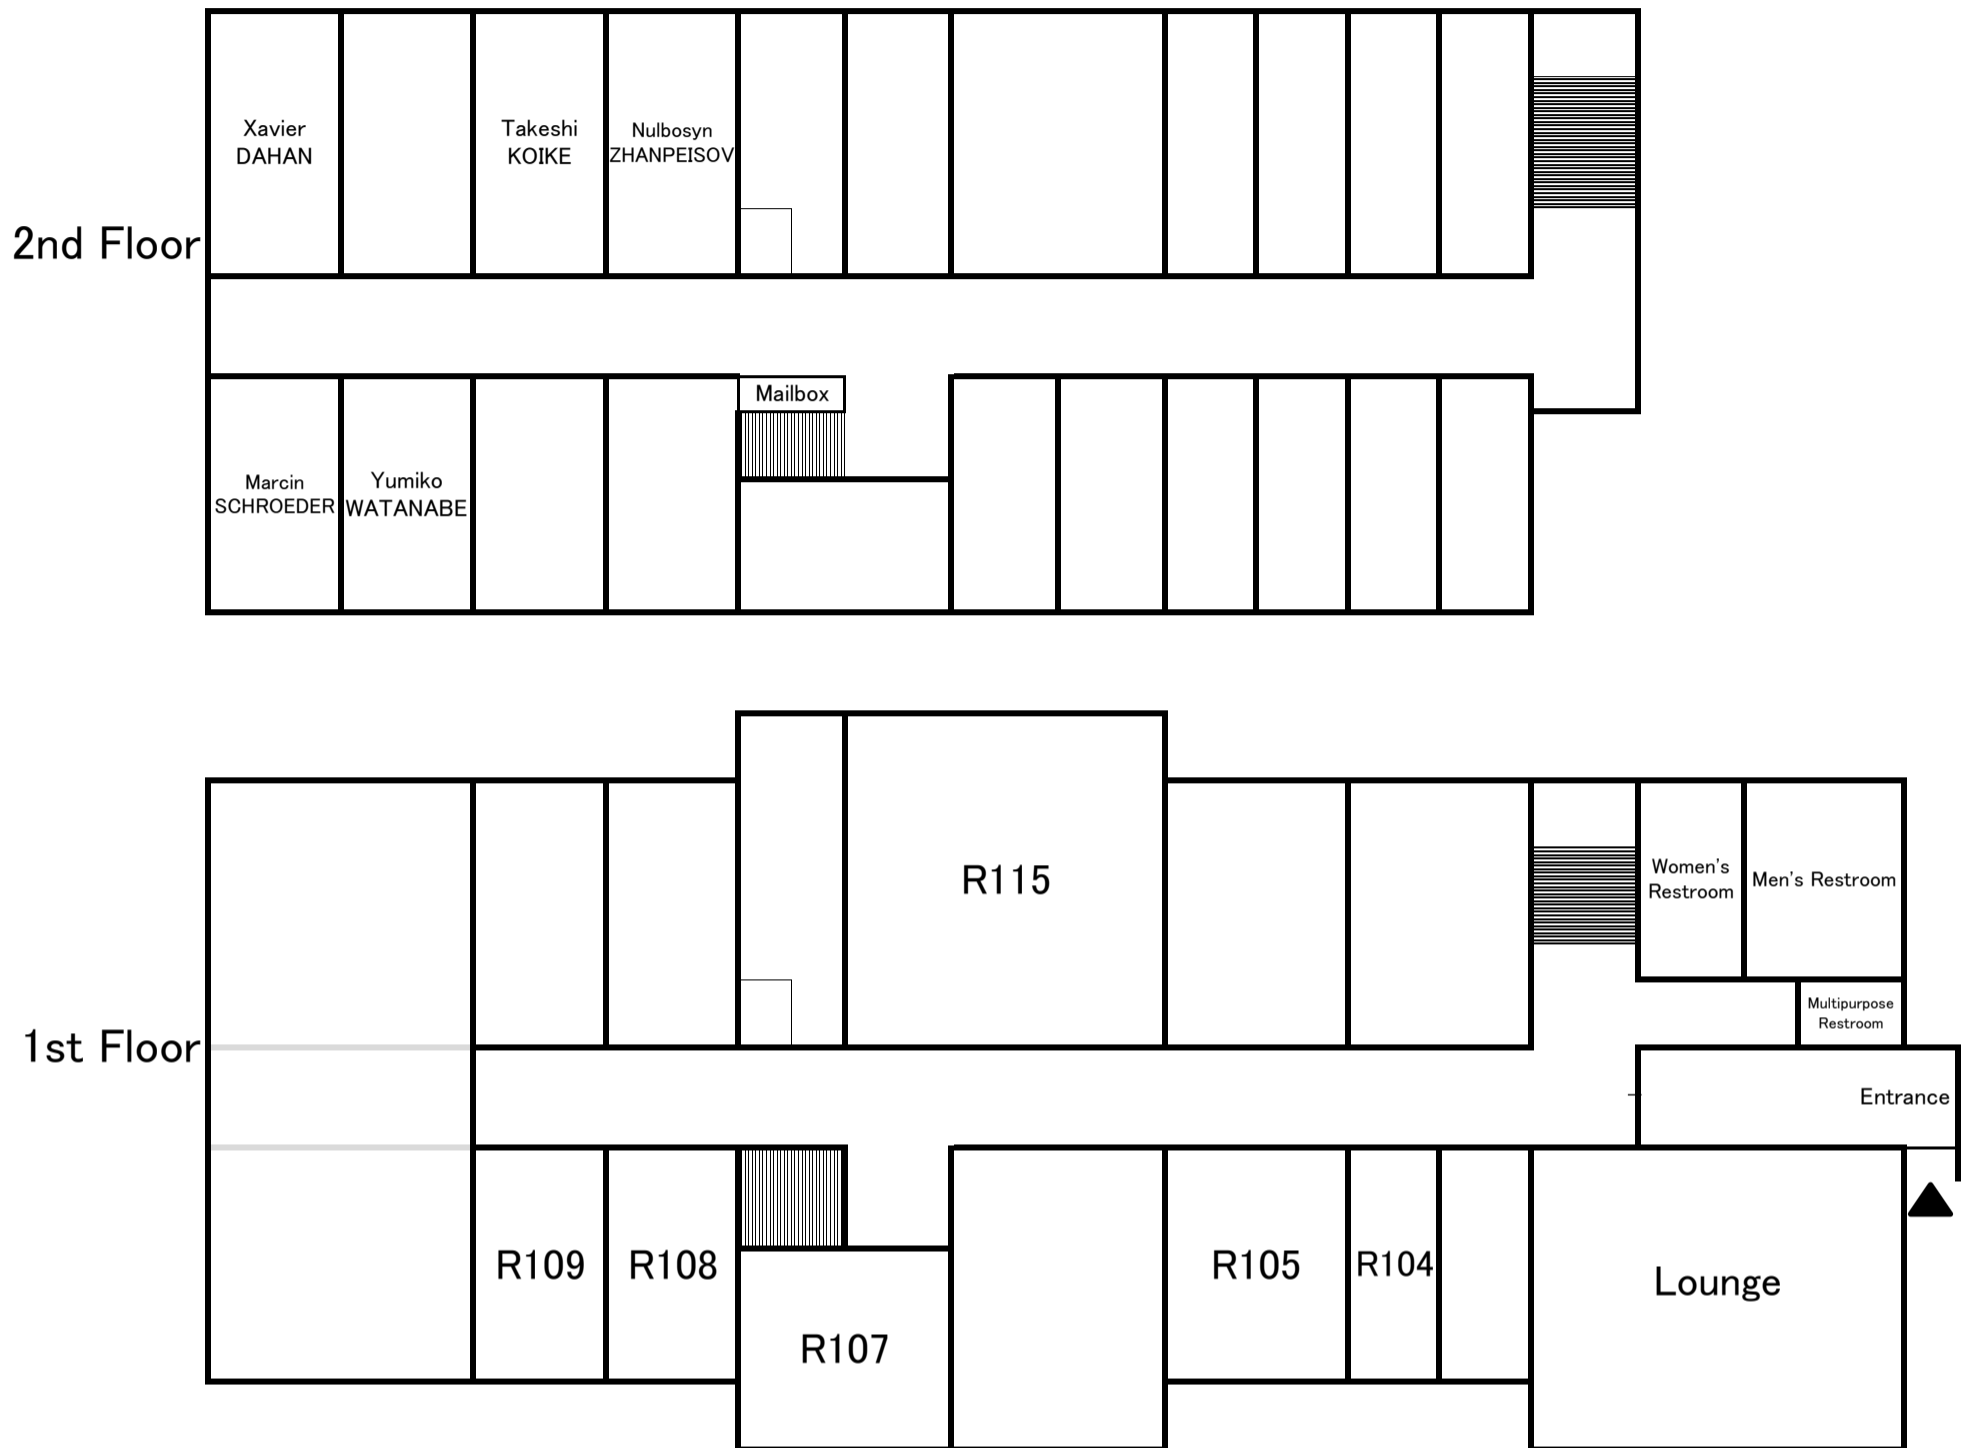 Xavier
DAHAN
Takeshi
KOIKE
Nulbosyn
ZHANPEISOV
2nd Floor
Mailbox
Marcin
SCHROEDER
Yumiko
WATANABE
R115
Women's
Restroom
Men's Restroom
Multipurpose
Restroom
1st Floor
Entrance
R109
R108
R107
R105
R104
Lounge